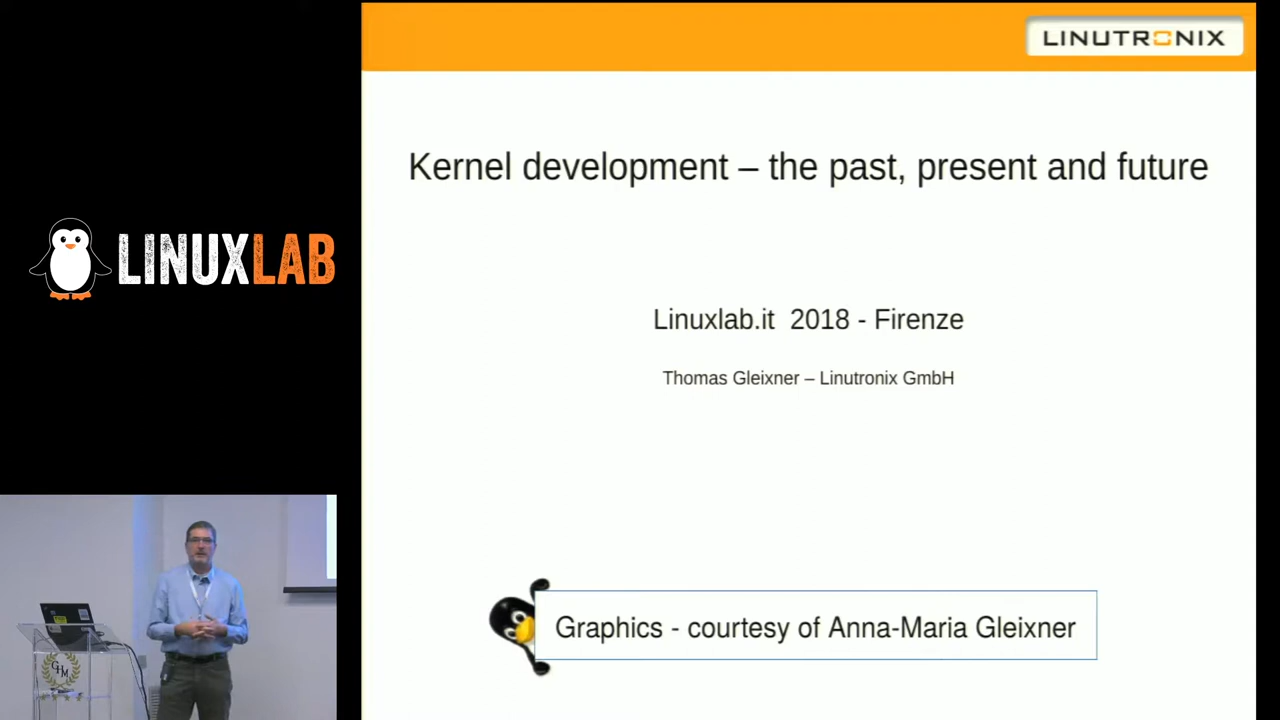 LINUTRONIX
Kernel development – the past, present and future
LINUXLAB
Linuxlab.it 2018 - Firenze
Thomas Gleixner – Linutronix GmbH
Graphics - courtesy of Anna-Maria Gleixner
GHM